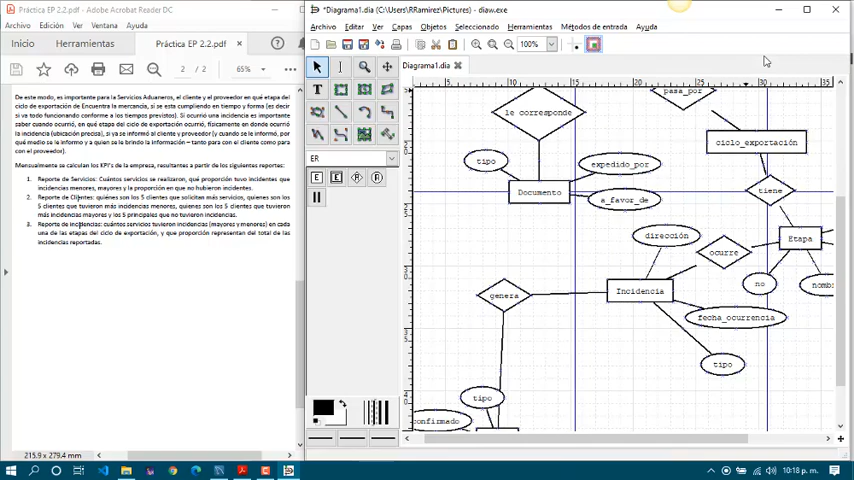 Práctica EP 2.2.pdf - Adobe Acrobat Reader DC
Archivo Edición Ver Ventana Ayuda
Inicio Herramientas Práctica EP 2.2.pdf ×
2 / 2 65%
De este modo, es importante para la Servicios Aduaneros, el cliente y el proveedor en qué etapa del
ciclo de exportación de Encuentra la mercancía, si se esta cumpliendo en tiempo y forma (es decir
si va todo funcionando conforme a los tiempos previstos). Si ocurrió una incidencia es importante
saber cuando ocurrió, en qué etapa del ciclo de exportación ocurrió, físicamente en donde ocurrió
la incidencia (ubicación precisa), si ya se informó al cliente y proveedor (y cuando se le informó, por
qué medio se le informo y a quien se le brindo la información – tanto para con el cliente como para
con el proveedor).
Mensualmente se calculan los KPI's de la empresa, resultantes a partir de los siguientes reportes:
1. Reporte de Servicios: Cuántos servicios se realizaron, qué proporción tuvo incidentes que
incidencias menores, mayores y la proporción en que no hubieron incidentes.
2. Reporte de Clientes: quiénes son los 5 clientes que solicitan más servicios, quienes son los
5 clientes que tuvieron más incidencias menores, quienes son los 5 clientes que tuvieron
más incidencias mayores y los 5 principales que no tuvieron incidencias.
3. Reporte de incidencias: cuántos servicios tuvieron incidencias (mayores y menores) en cada
una de las etapas del ciclo de exportación, y que proporción representan del total de las
incidencias reportadas.
215.9 x 279.4 mm
*Diagrama1.dia (C:\Users\RRamirez\Pictures) - diaw.exe
Archivo Editar Ver Capas Objetos Seleccionado Herramientas Métodos de entrada Ayuda
100%
Diagrama1.dia
ER
5 10 15 20 25 30 35
le corresponde
pasa_por
ciclo_exportación
tipo
expedido_por
Documento
tiene
a_favor_de
dirección
Etapa
ocurre
genera
Incidencia
no
nomb
fecha_ocurrencia
tipo
tipo
confirmado
10:18 p. m.